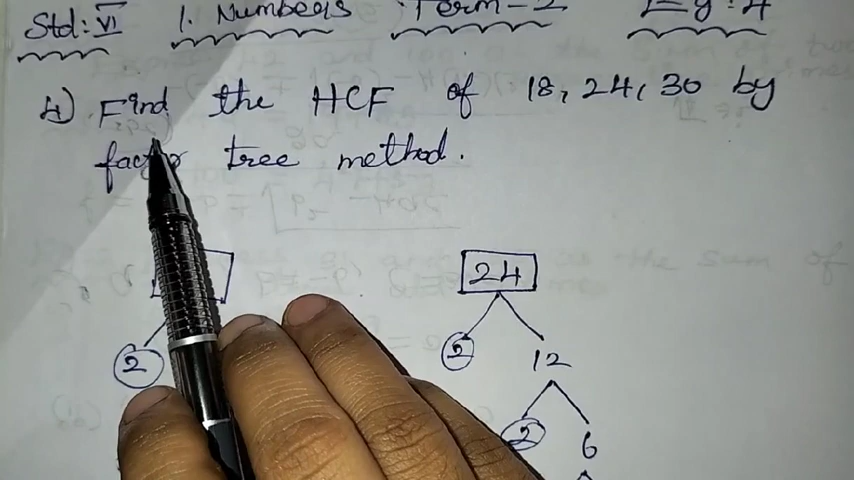 Std: VI 1. Numbers Term - 2 Eg: 4
4) Find the HCF of 18, 24, 30 by
factor tree method.
24
2 2 12
2 6